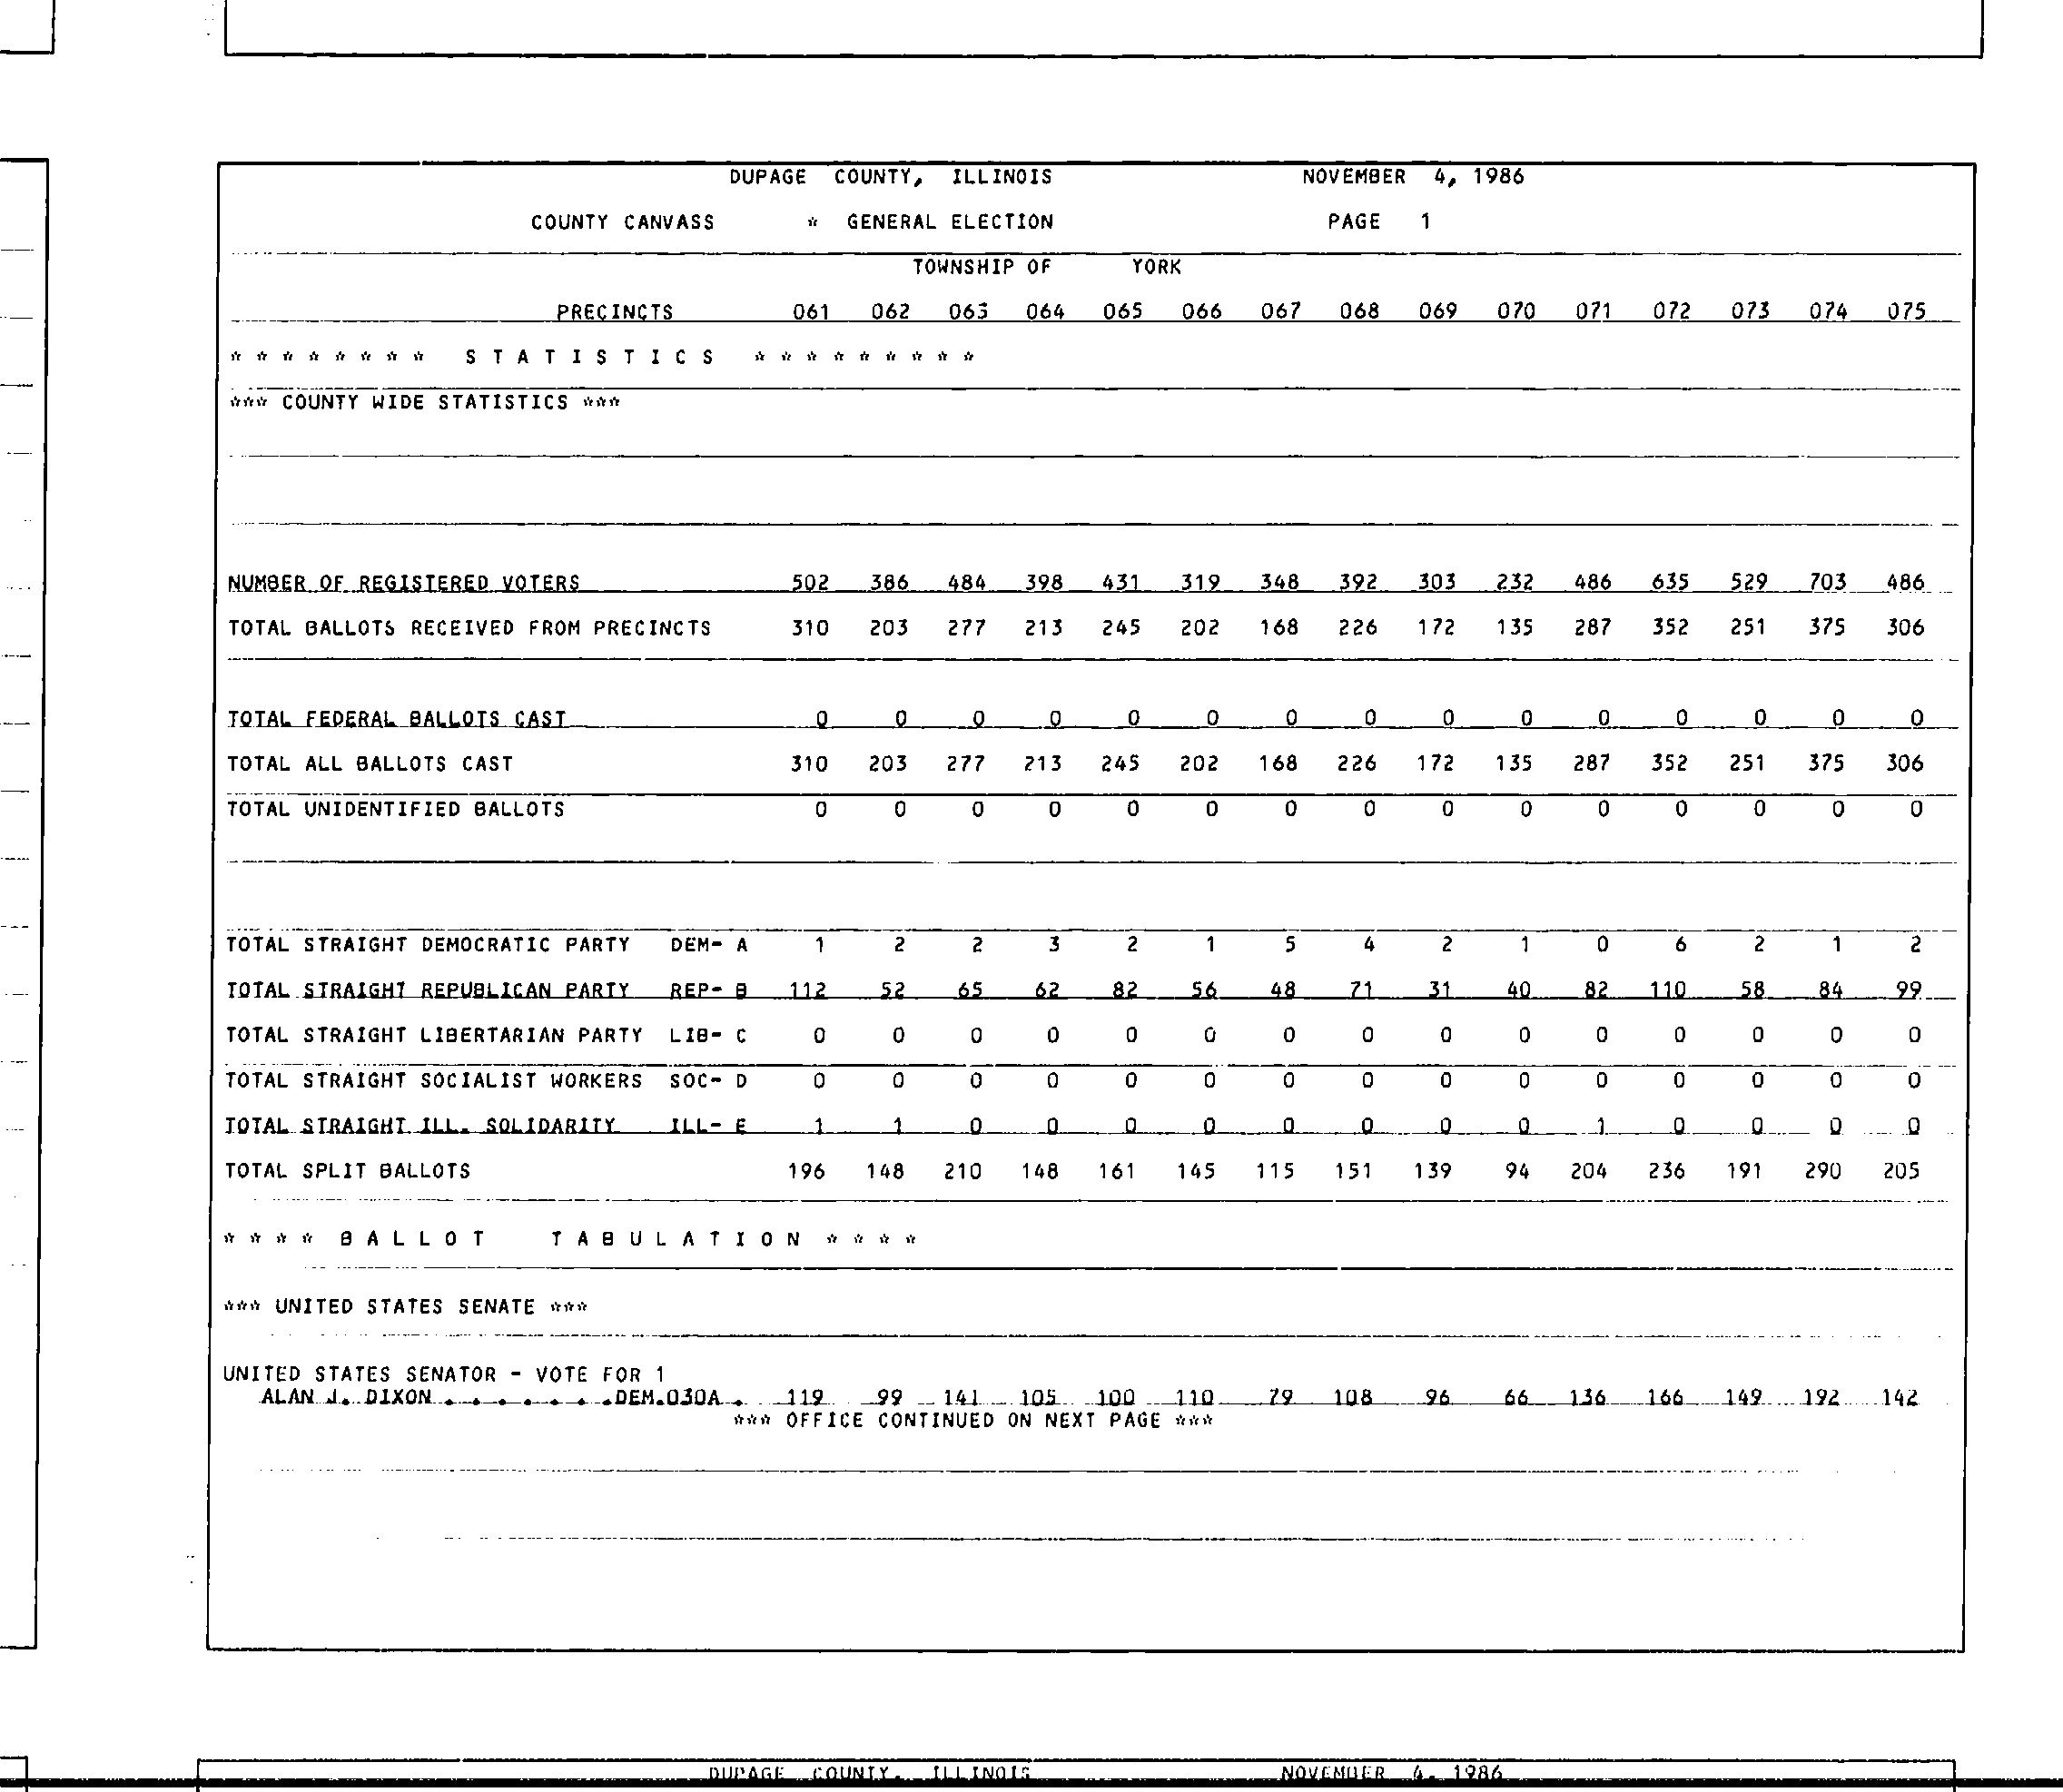 DUPAGE COUNTY, ILLINOIS NOVEMBER 4, 1986
COUNTY CANVASS * GENERAL ELECTION PAGE 1
TOWNSHIP OF YORK
PRECINCTS 061 062 063 064 065 066 067 068 069 070 071 072 073 074 075
* * * * * * * * S T A T I S T I C S * * * * * * * * *
*** COUNTY WIDE STATISTICS ***
NUMBER OF REGISTERED VOTERS 502 386 484 398 431 319 348 392 303 232 486 635 529 703 486
TOTAL BALLOTS RECEIVED FROM PRECINCTS 310 203 277 213 245 202 168 226 172 135 287 352 251 375 306
TOTAL FEDERAL BALLOTS CAST 0 0 0 0 0 0 0 0 0 0 0 0 0 0 0
TOTAL ALL BALLOTS CAST 310 203 277 213 245 202 168 226 172 135 287 352 251 375 306
TOTAL UNIDENTIFIED BALLOTS 0 0 0 0 0 0 0 0 0 0 0 0 0 0 0
TOTAL STRAIGHT DEMOCRATIC PARTY DEM- A 1 2 2 3 2 1 5 4 2 1 0 6 2 1 2
TOTAL STRAIGHT REPUBLICAN PARTY REP- B 112 52 65 62 82 56 48 71 31 40 82 110 58 84 99
TOTAL STRAIGHT LIBERTARIAN PARTY LIB- C 0 0 0 0 0 0 0 0 0 0 0 0 0 0 0
TOTAL STRAIGHT SOCIALIST WORKERS SOC- D 0 0 0 0 0 0 0 0 0 0 0 0 0 0 0
TOTAL STRAIGHT ILL. SOLIDARITY ILL- E 1 1 0 0 0 0 0 0 0 0 1 0 0 0 0
TOTAL SPLIT BALLOTS 196 148 210 148 161 145 115 151 139 94 204 236 191 290 205
* * * * B A L L O T T A B U L A T I O N * * * *
*** UNITED STATES SENATE ***
UNITED STATES SENATOR - VOTE FOR 1
ALAN J. DIXON . . . . . . .DEM.030A . 119 99 141 105 100 110 79 108 96 66 136 166 149 192 142
*** OFFICE CONTINUED ON NEXT PAGE ***
DUPAGE COUNTY, ILLINOIS NOVEMBER 4, 1986